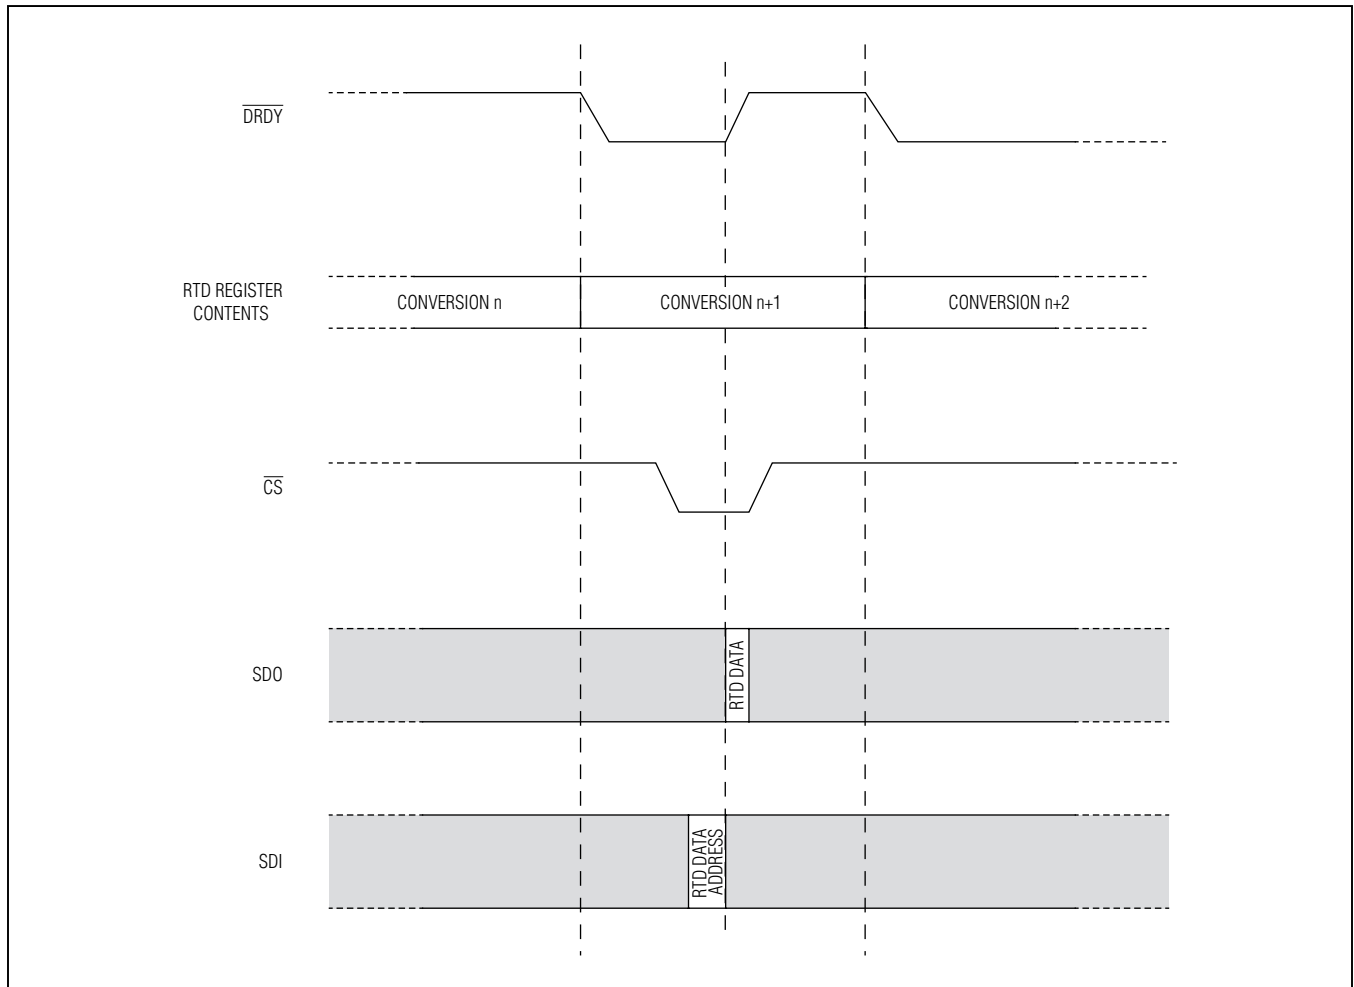 DRDY
RTD REGISTER
CONTENTS
CONVERSION n
CONVERSION n+1
CONVERSION n+2
CS
SDO
RTD DATA
SDI
RTD DATA
ADDRESS